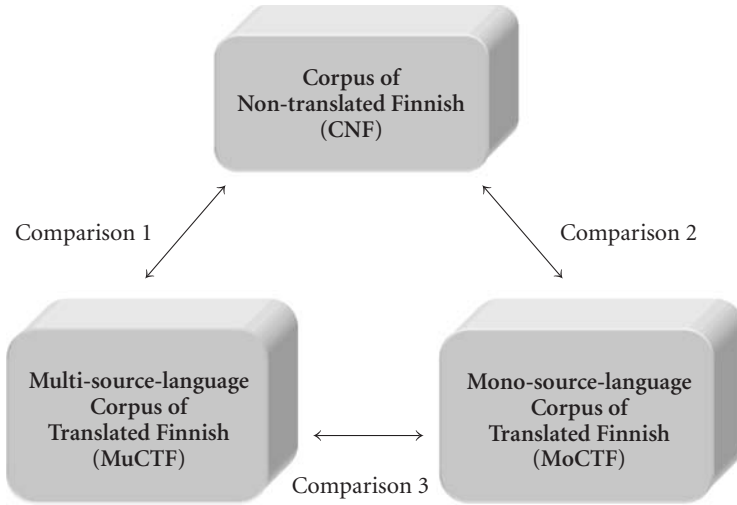 Corpus of
Non-translated Finnish
(CNF)
Comparison 1
Comparison 2
Multi-source-language
Corpus of
Translated Finnish
(MuCTF)
Mono-source-language
Corpus of
Translated Finnish
(MoCTF)
Comparison 3